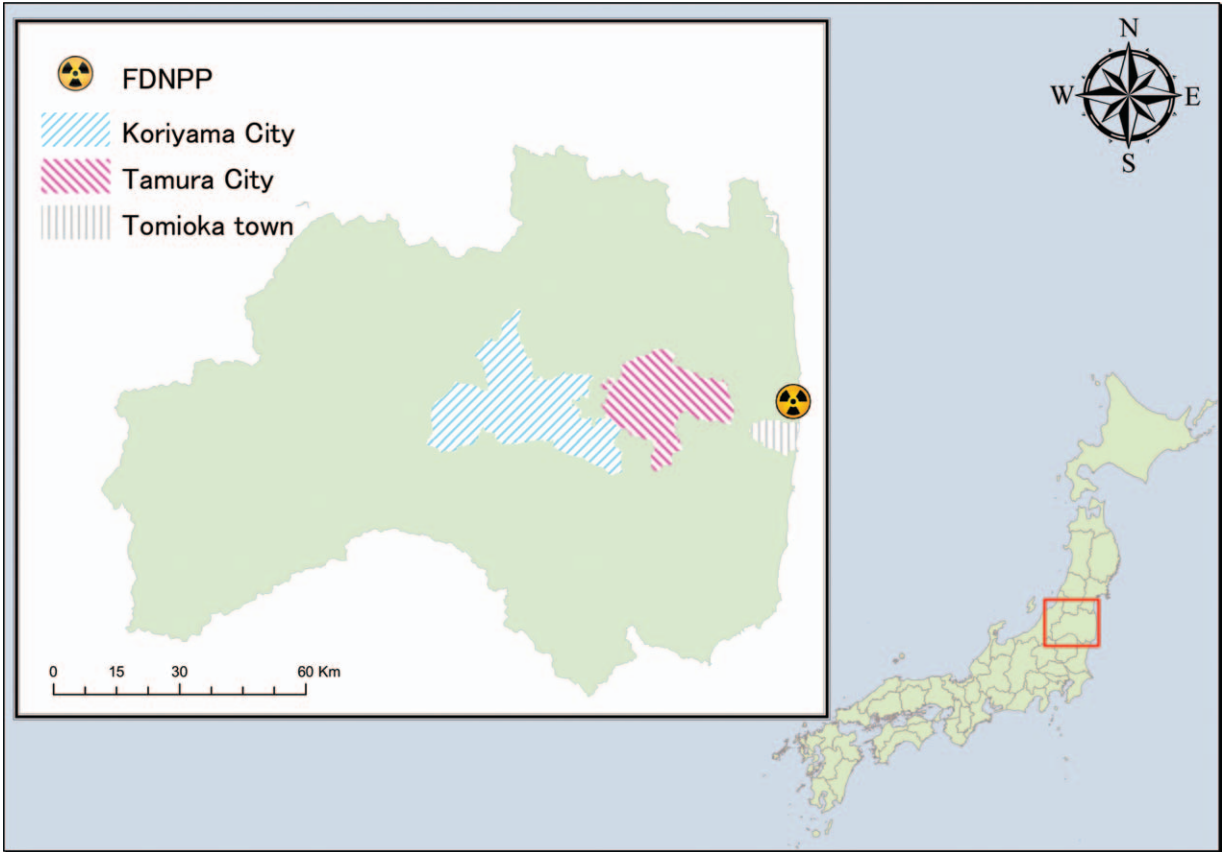 FDNPP
Koriyama City
Tamura City
Tomioka town
0 15 30 60 Km
N
W E
S